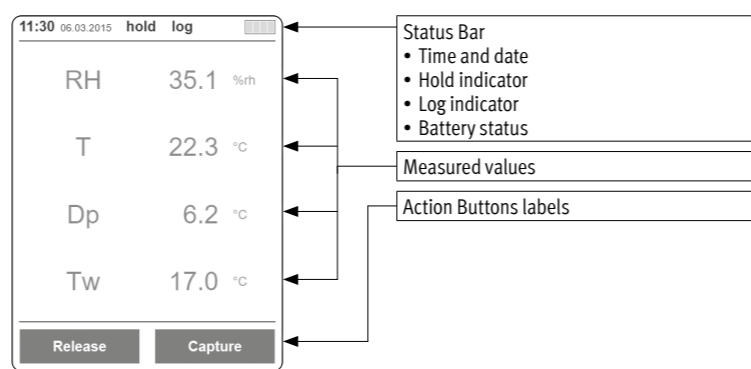 11:30 06.03.2015 hold log
RH 35.1 %rh
T 22.3 °C
Dp 6.2 °C
Tw 17.0 °C
Release Capture
Status Bar
• Time and date
• Hold indicator
• Log indicator
• Battery status
Measured values
Action Buttons labels